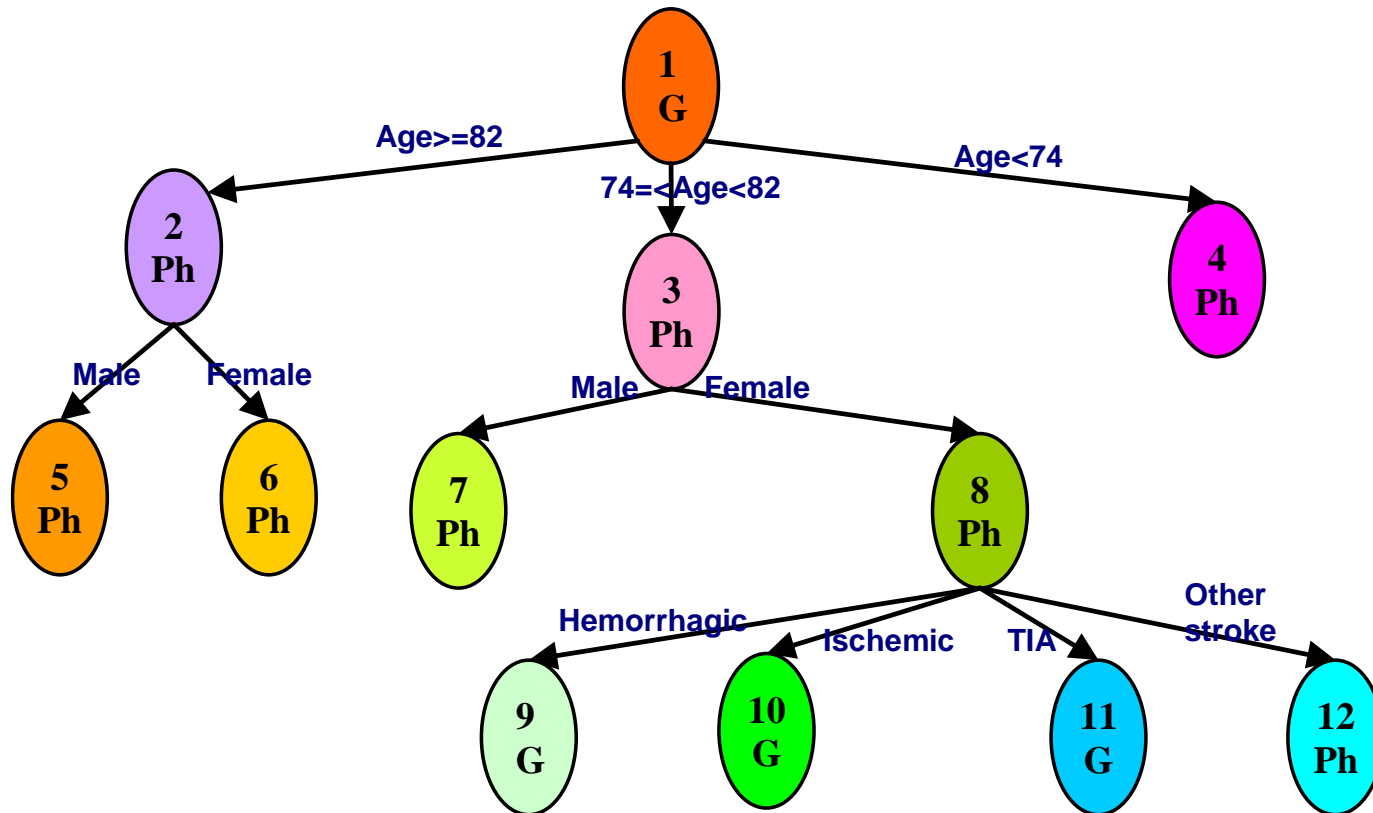 1
G
Age>=82
74=<Age<82
Age<74
2
Ph
3
Ph
4
Ph
Male
Female
Male
Female
5
Ph
6
Ph
7
Ph
8
Ph
Hemorrhagic
Ischemic
TIA
Other
stroke
9
G
10
G
11
G
12
Ph